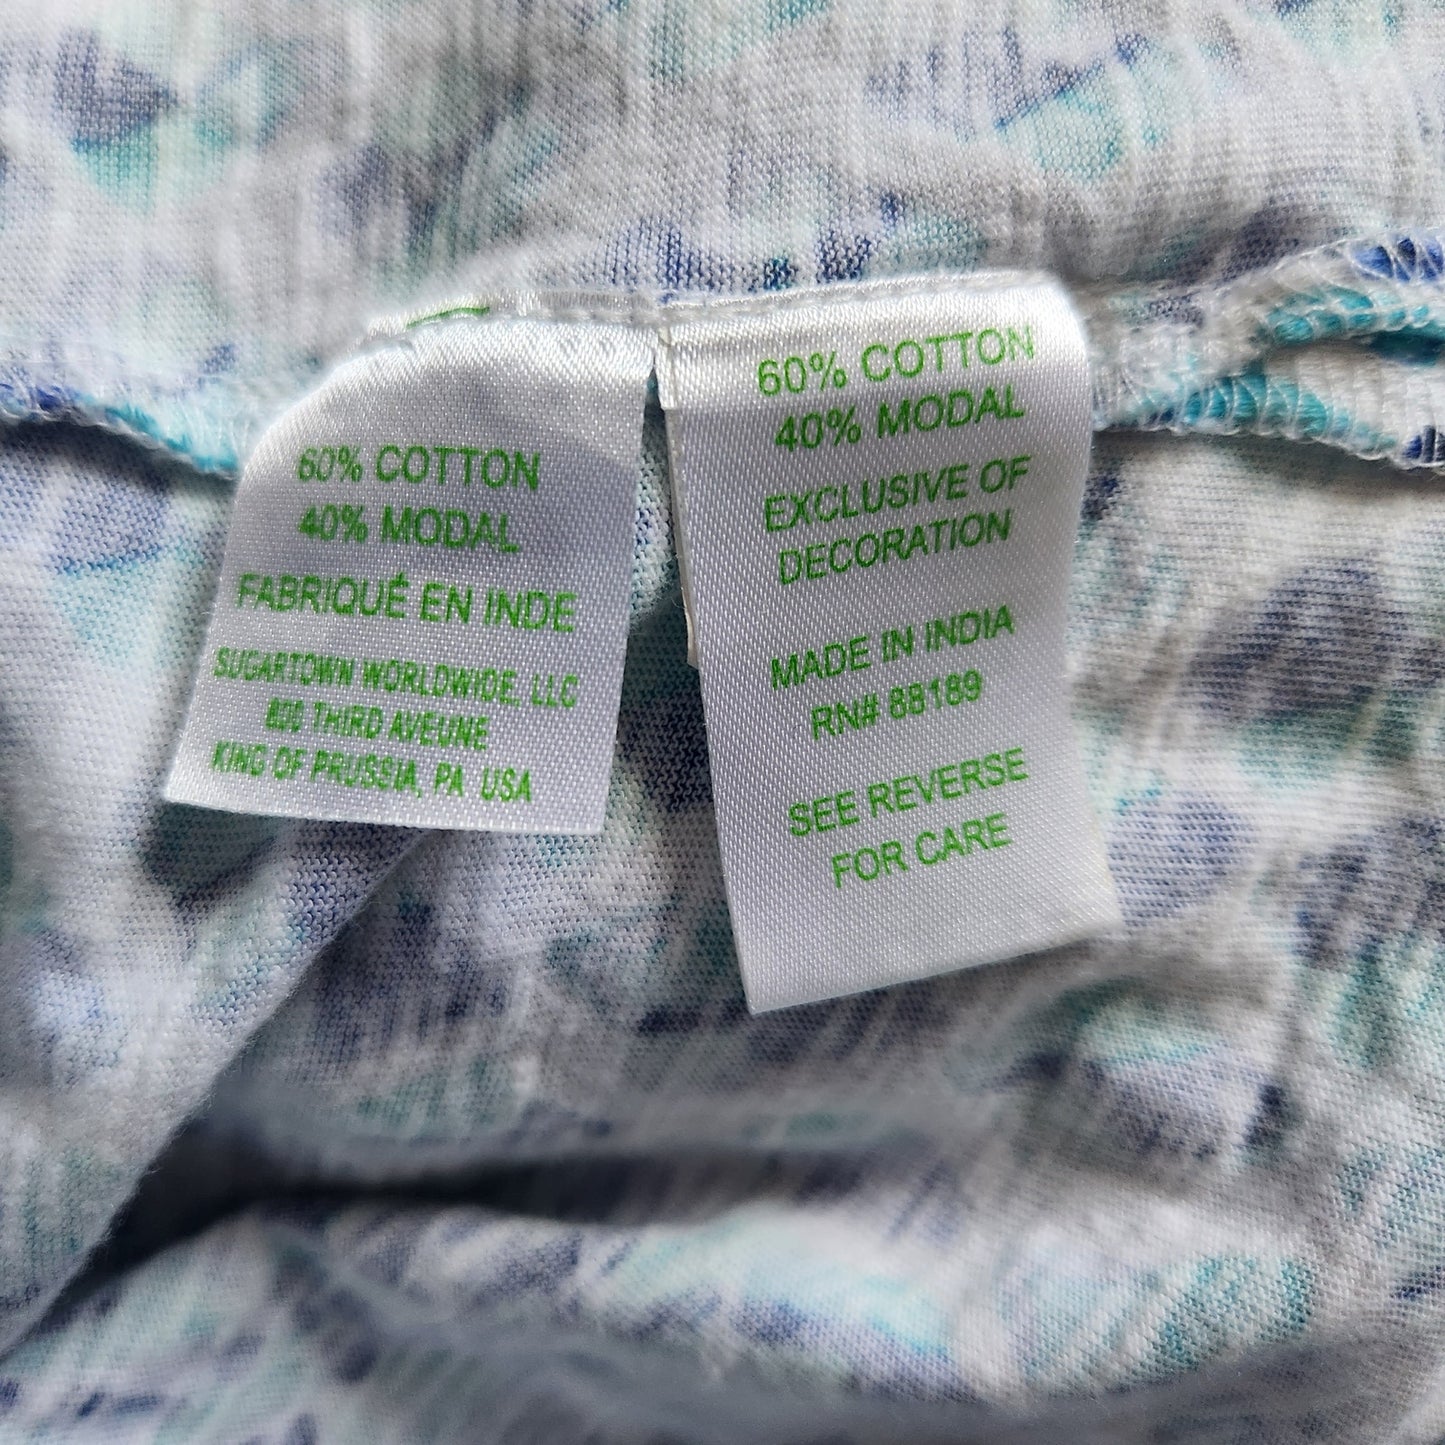 60% COTTON
40% MODAL
FABRIQUÉ EN INDE
SUGARTOWN WORLDWIDE, LLC
800 THIRD AVEUNE
KING OF PRUSSIA, PA USA
60% COTTON
40% MODAL
EXCLUSIVE OF
DECORATION
MADE IN INDIA
RN# 88189
SEE REVERSE
FOR CARE